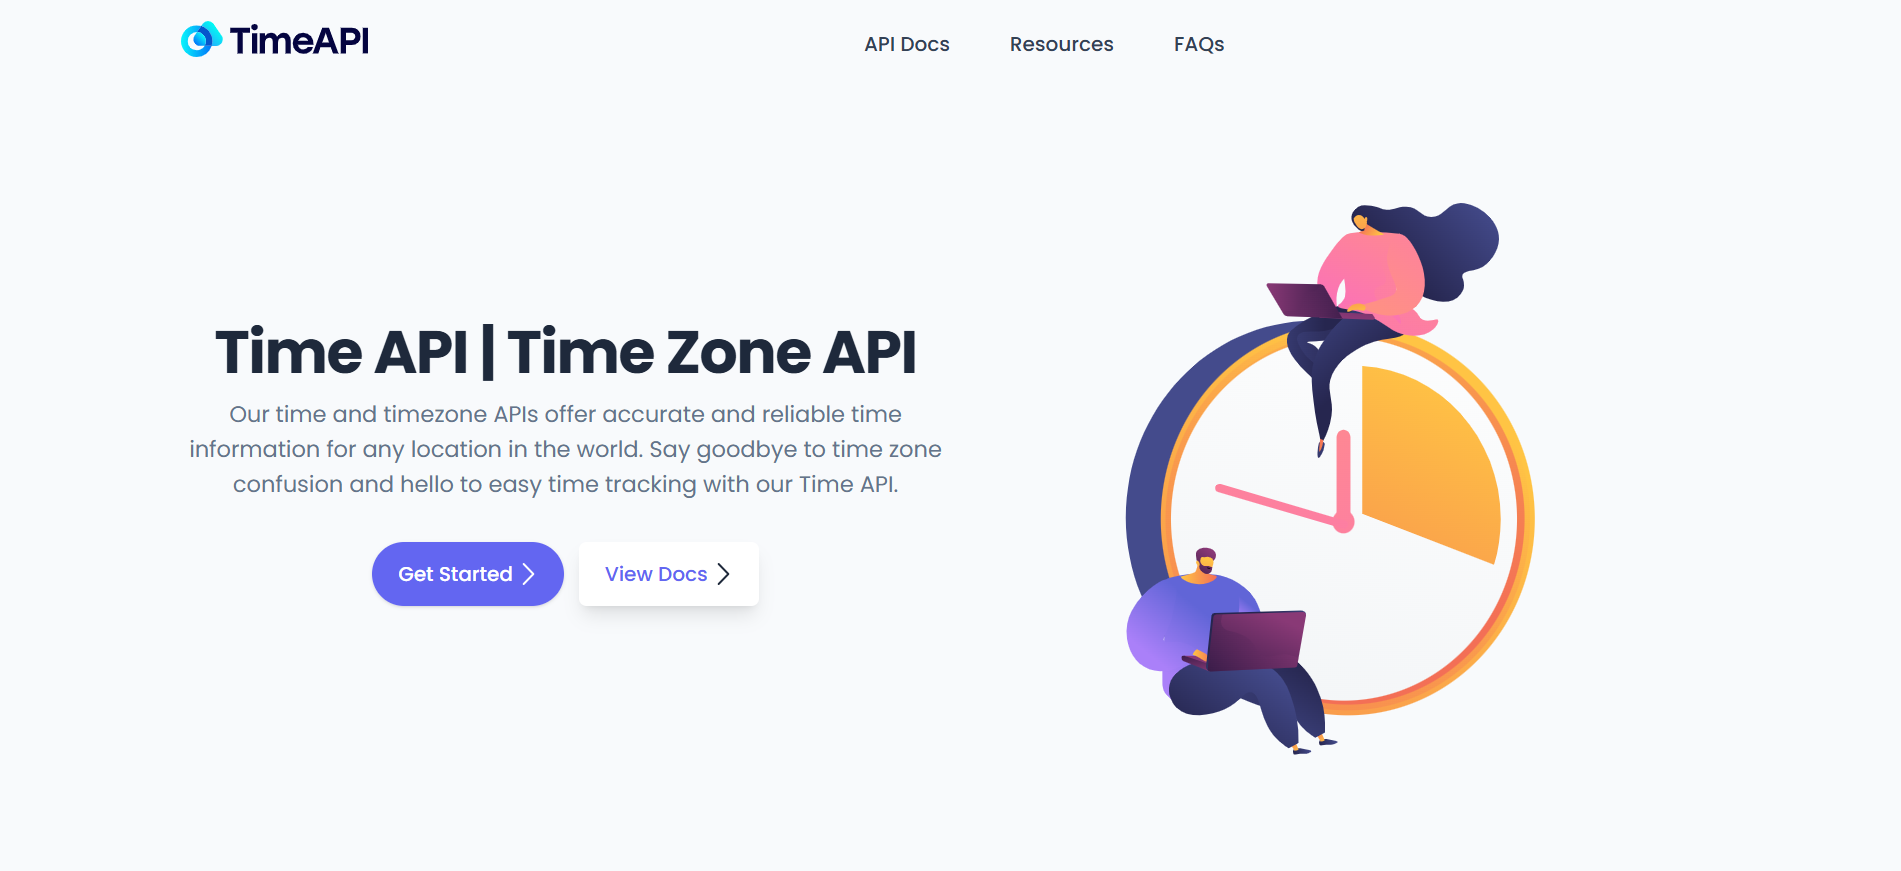 TimeAPI
API Docs
Resources
FAQs
Time API | Time Zone API
Our time and timezone APIs offer accurate and reliable time
information for any location in the world. Say goodbye to time zone
confusion and hello to easy time tracking with our Time API.
Get Started
View Docs